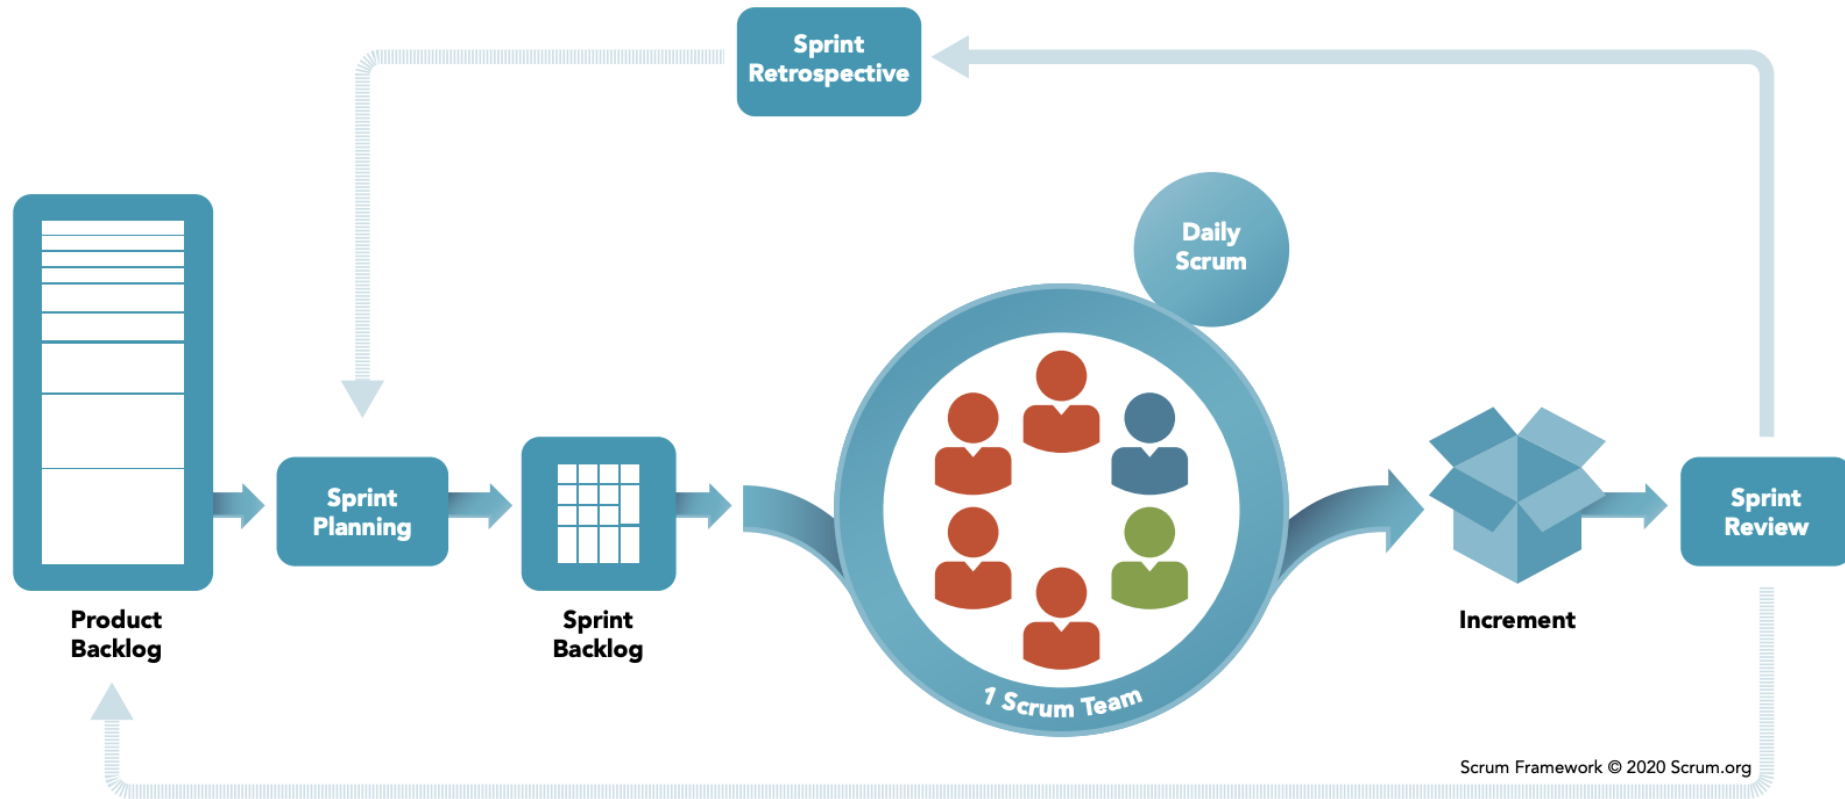 Sprint
Retrospective
Daily
Scrum
Sprint
Planning
Sprint
Review
Product
Backlog
Sprint
Backlog
Increment
1 Scrum Team
Scrum Framework © 2020 Scrum.org